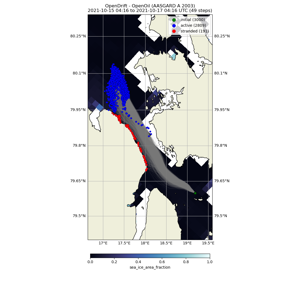 OpenDrift - OpenOil (AASGARD A 2003)
2021-10-15 04:16 to 2021-10-17 04:16 UTC (49 steps)
initial (3000)
active (2809)
stranded (191)
80.25°N 80.25°N
80.1°N 80.1°N
79.95°N 79.95°N
79.8°N 79.8°N
79.65°N 79.65°N
79.5°N 79.5°N
17°E 17.5°E 18°E 18.5°E 19°E 19.5°E
0.0 0.2 0.4 0.6 0.8 1.0
sea_ice_area_fraction